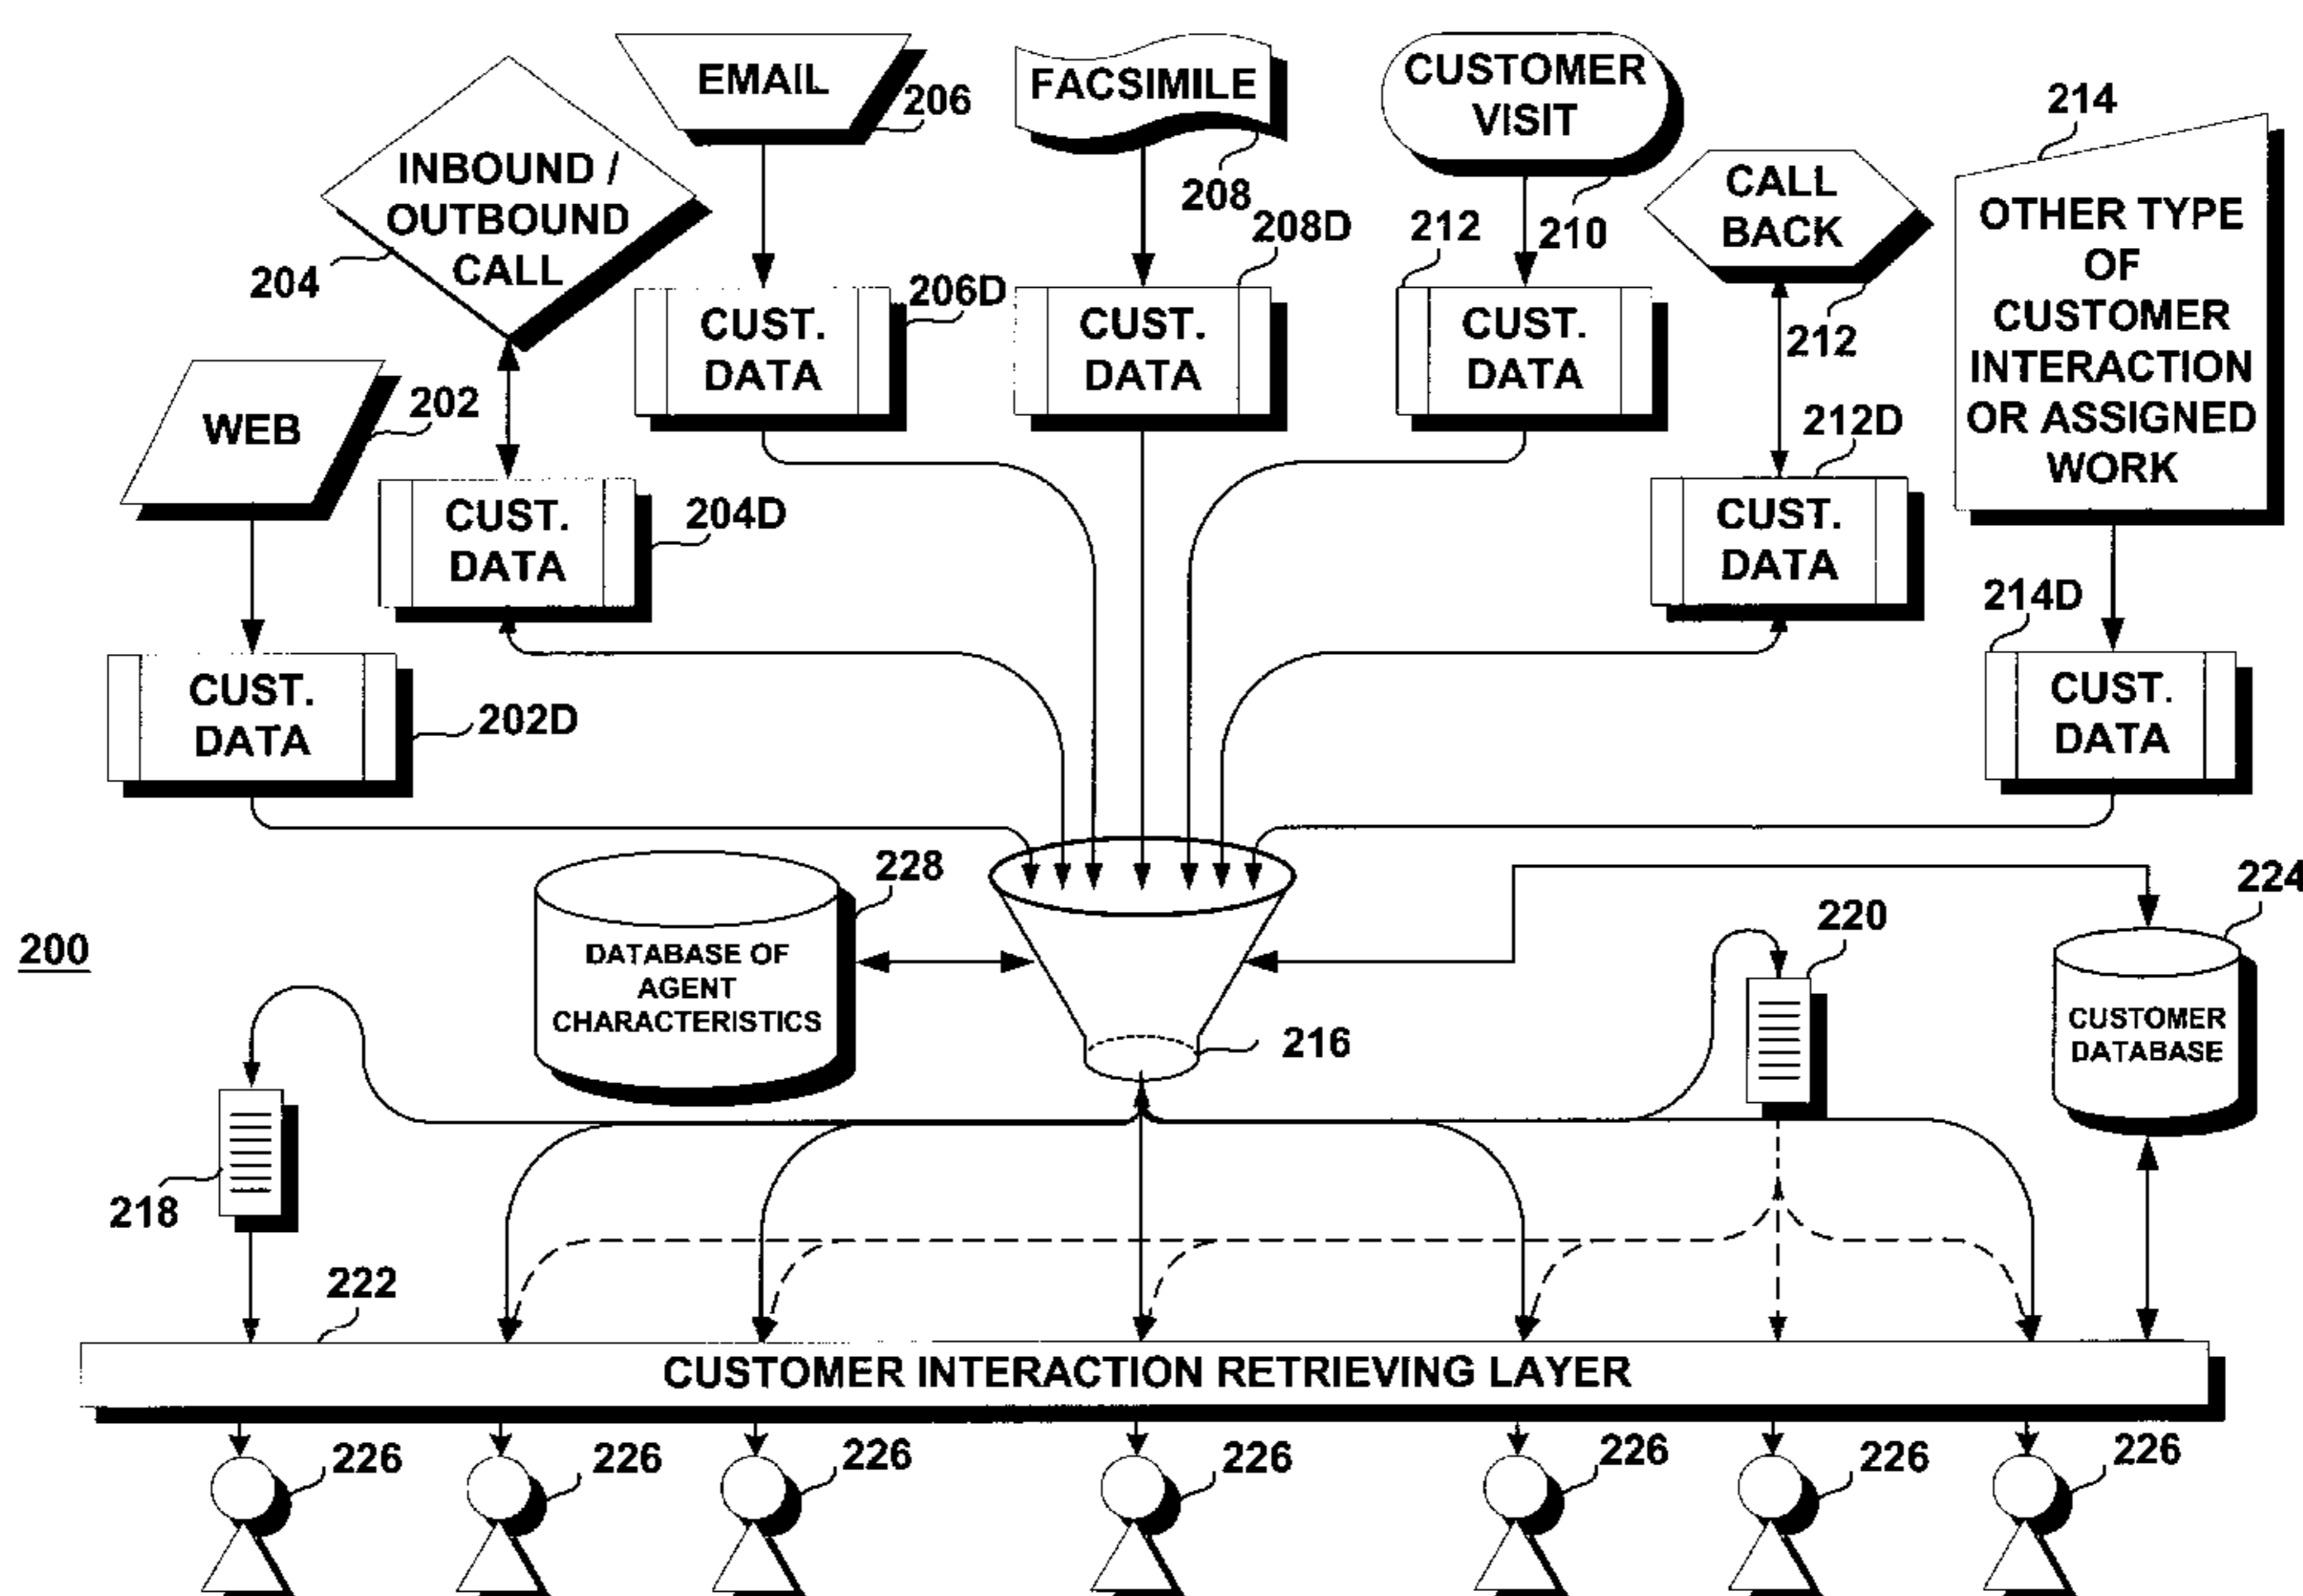 EMAIL
206
FACSIMILE
208
CUSTOMER
VISIT
210
214
INBOUND /
OUTBOUND
CALL
204
CALL
BACK
212
OTHER TYPE
OF
CUSTOMER
INTERACTION
OR ASSIGNED
WORK
WEB
202
CUST.
DATA
206D
CUST.
DATA
208D
CUST.
DATA
212
CUST.
DATA
204D
CUST.
DATA
212D
CUST.
DATA
202D
CUST.
DATA
214D
200
DATABASE OF
AGENT
CHARACTERISTICS
228
216
220
CUSTOMER
DATABASE
224
218
222
CUSTOMER INTERACTION RETRIEVING LAYER
226
226
226
226
226
226
226